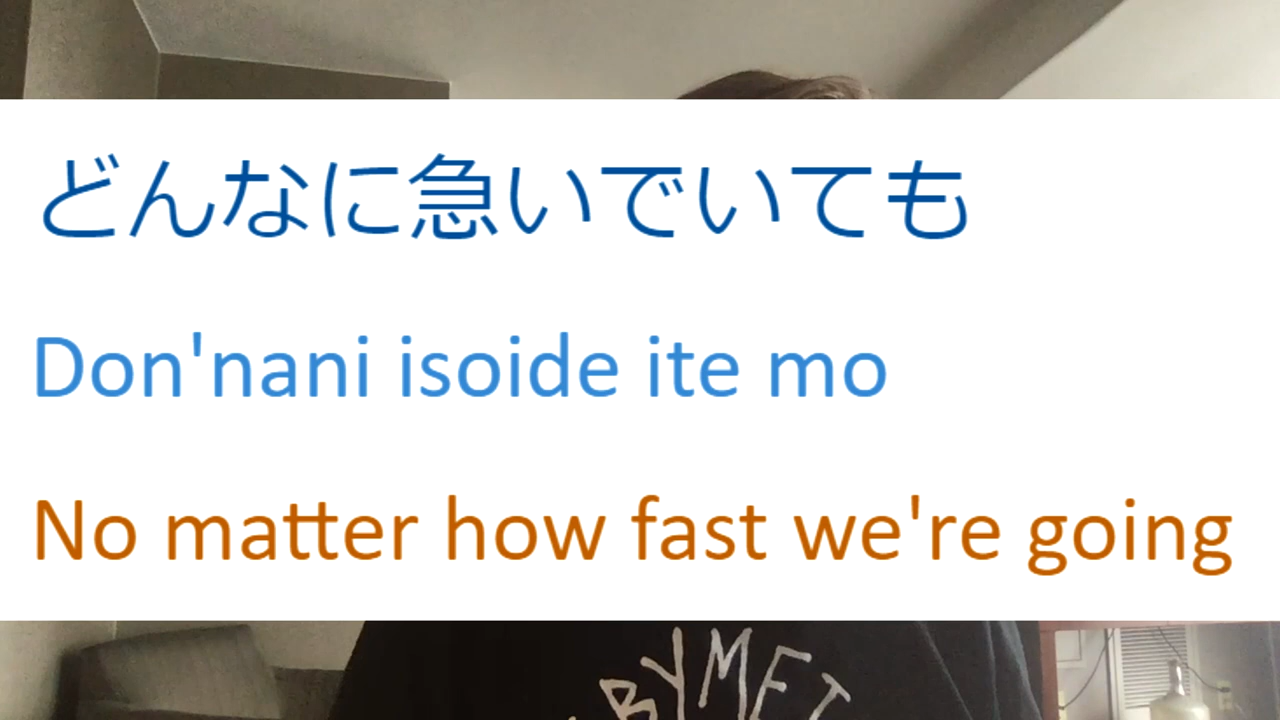 どんなに急いでいても
Don'nani isoide ite mo
No matter how fast we're going